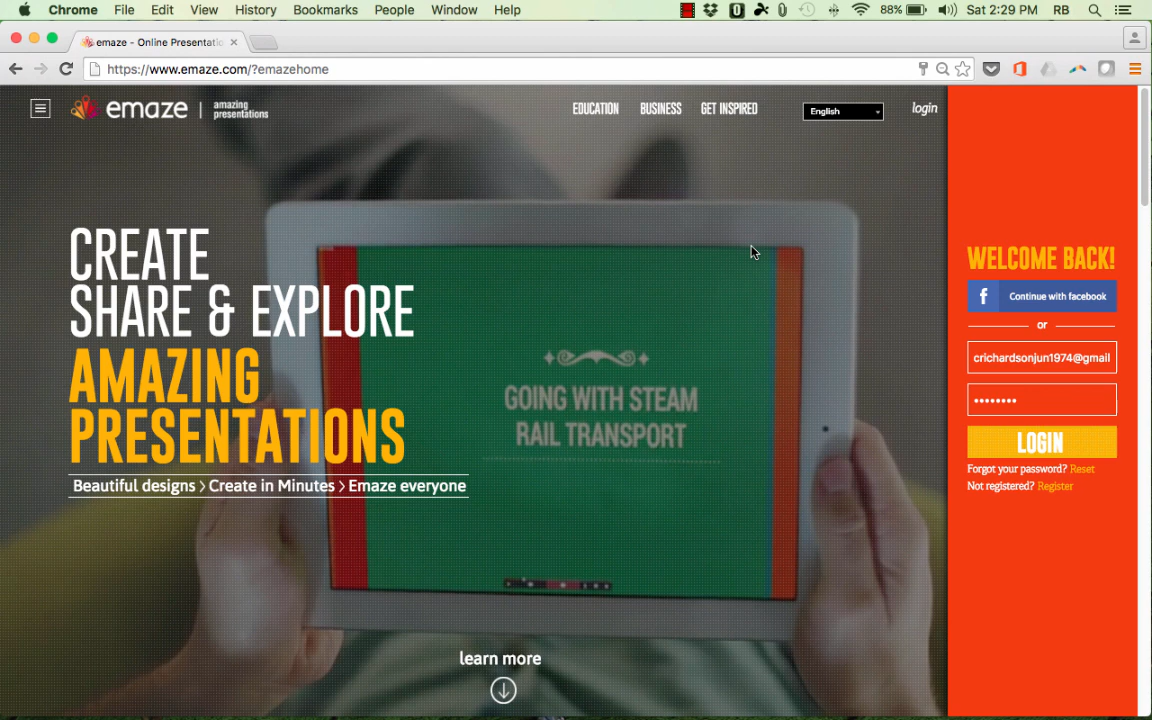 Chrome File Edit View History Bookmarks People Window Help 88% Sat 2:29 PM RB
emaze - Online Presentatio
https://www.emaze.com/?emazehome
emaze | amazing presentations EDUCATION BUSINESS GET INSPIRED English login
CREATE
SHARE & EXPLORE
AMAZING
PRESENTATIONS
Beautiful designs > Create in Minutes > Emaze everyone
GOING WITH STEAM
RAIL TRANSPORT
learn more
WELCOME BACK!
f Continue with facebook
or
crichardsonjun1974@gmail
••••••••
LOGIN
Forgot your password? Reset
Not registered? Register